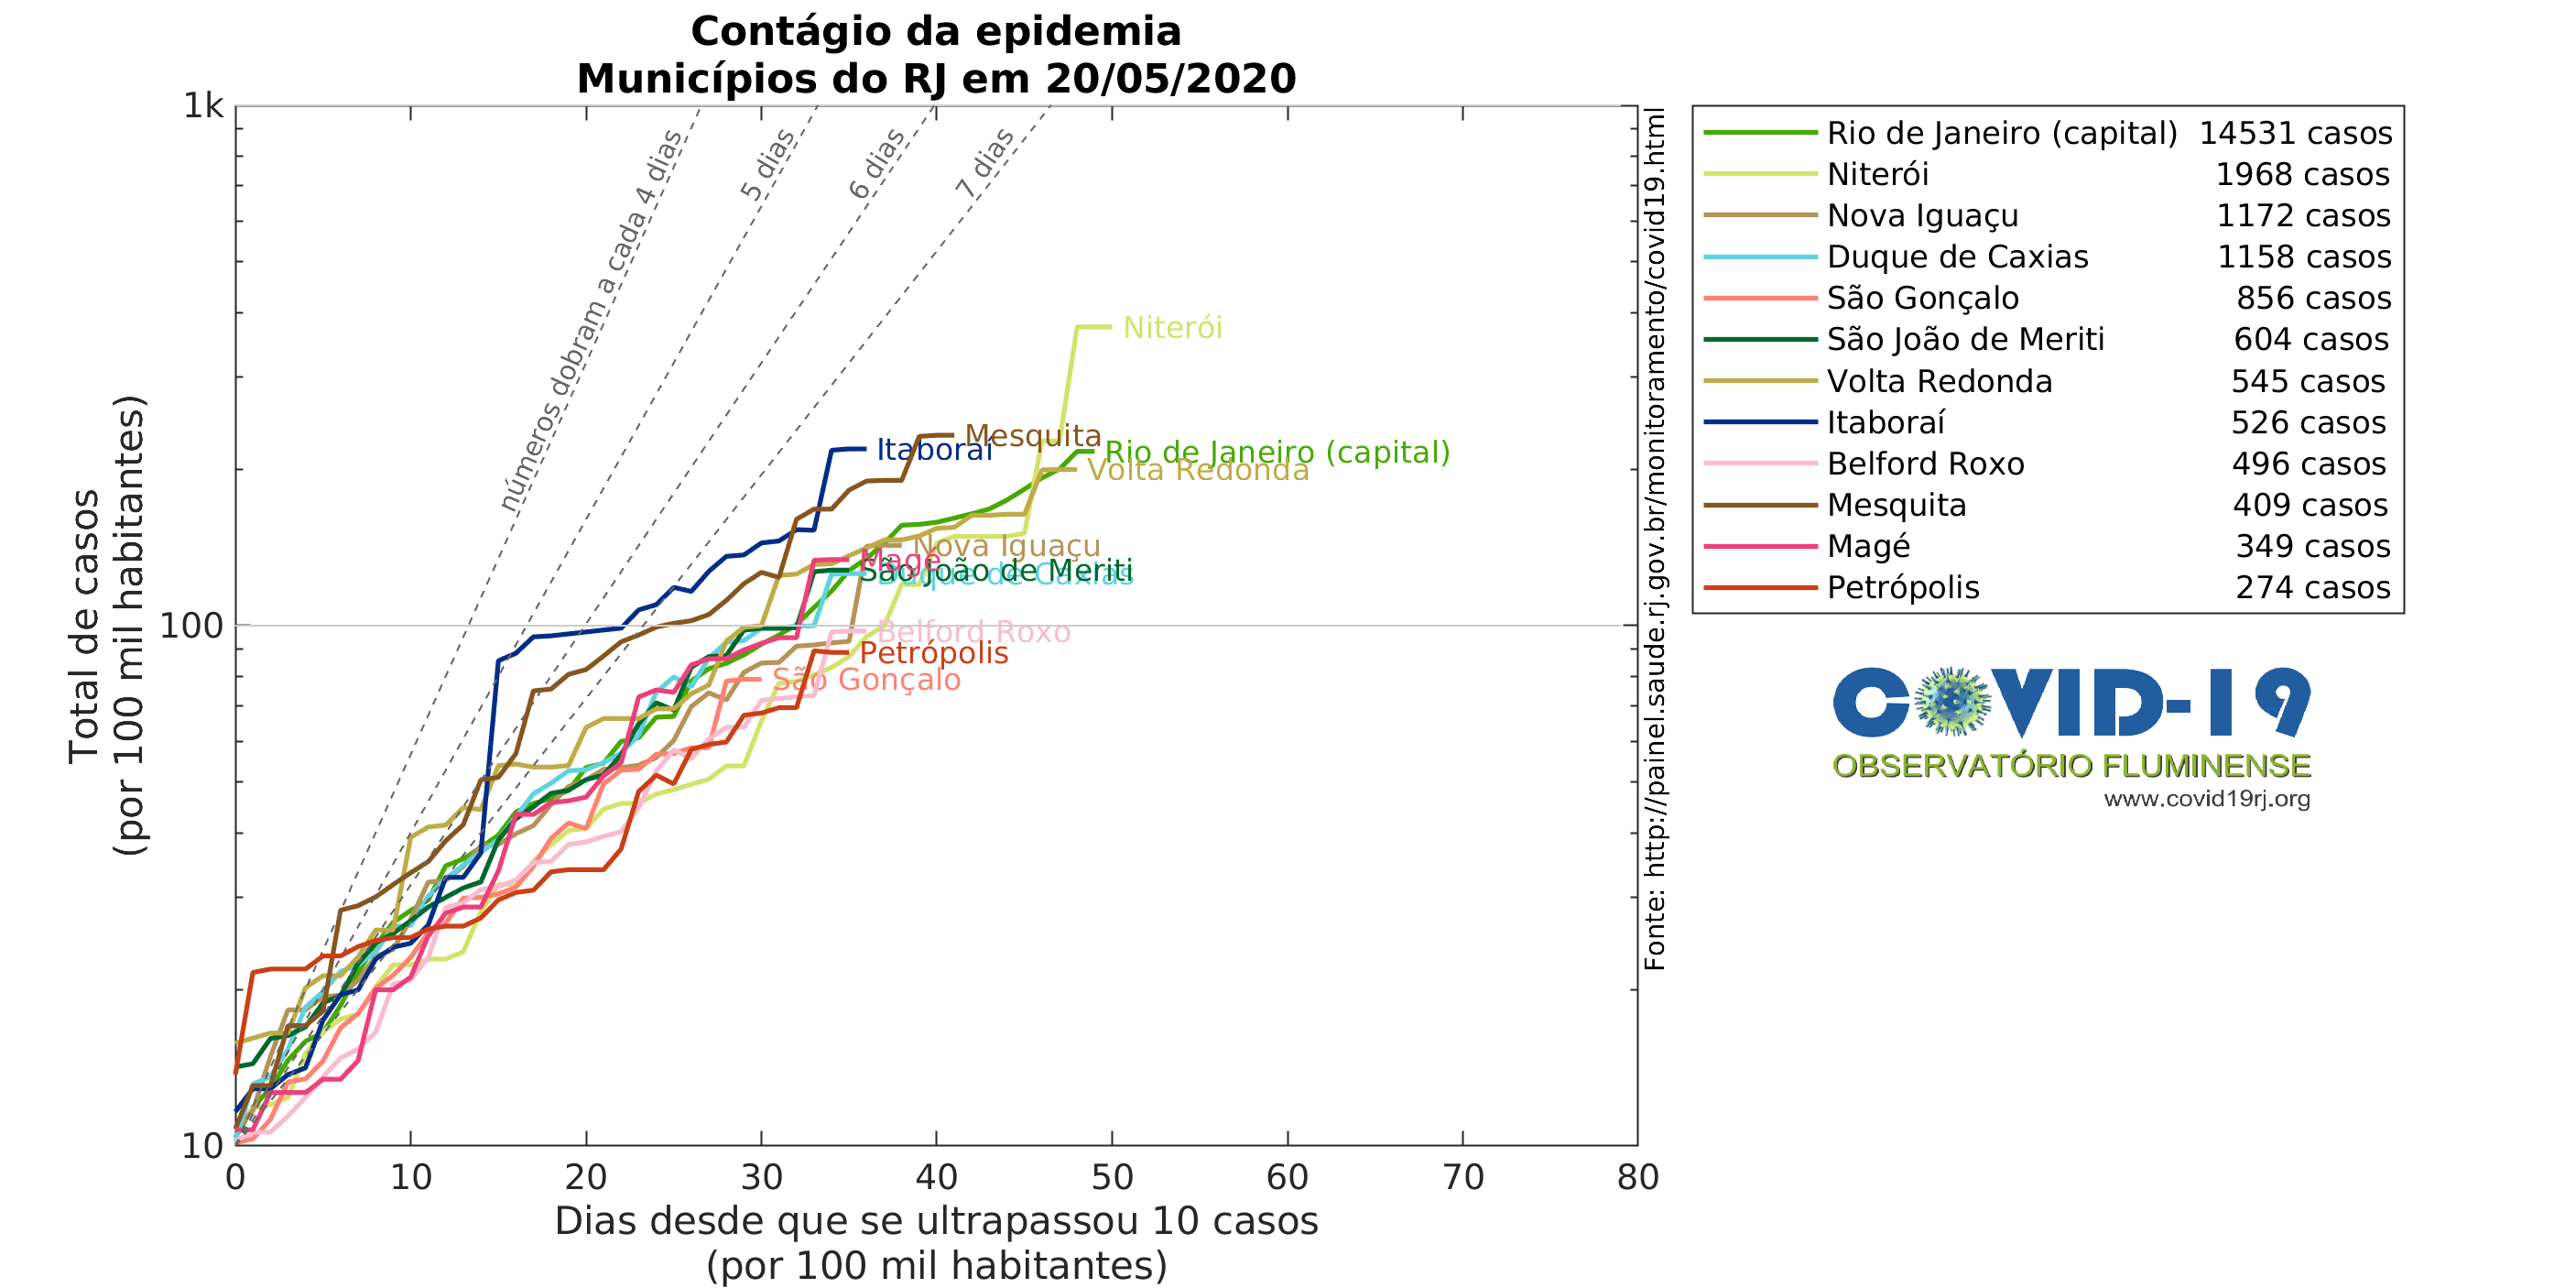 Contágio da epidemia
Municípios do RJ em 20/05/2020
1k
100
10
Total de casos
(por 100 mil habitantes)
números dobram a cada 4 dias
5 dias
6 dias
7 dias
Niterói
Mesquita
Itaboraí
Rio de Janeiro (capital)
Volta Redonda
Nova Iguaçu
Magé
São João de Meriti
Duque de Caxias
Belford Roxo
Petrópolis
São Gonçalo
0 10 20 30 40 50 60 70 80
Dias desde que se ultrapassou 10 casos
(por 100 mil habitantes)
Fonte: http://painel.saude.rj.gov.br/monitoramento/covid19.html
Rio de Janeiro (capital) 14531 casos
Niterói 1968 casos
Nova Iguaçu 1172 casos
Duque de Caxias 1158 casos
São Gonçalo 856 casos
São João de Meriti 604 casos
Volta Redonda 545 casos
Itaboraí 526 casos
Belford Roxo 496 casos
Mesquita 409 casos
Magé 349 casos
Petrópolis 274 casos
COVID-19
OBSERVATÓRIO FLUMINENSE
www.covid19rj.org